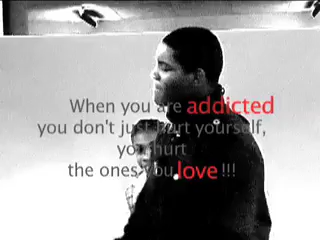 When you are addicted
you don't just hurt yourself,
you hurt
the ones you love !!!